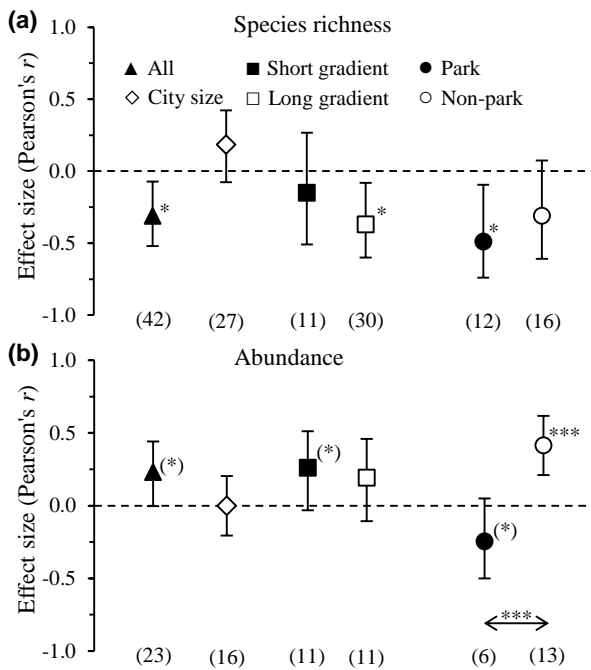 (a)
Species richness
Effect size (Pearson's r)
1.0
0.5
0.0
-0.5
-1.0
All
City size
Short gradient
Long gradient
Park
Non-park
* * *
(42) (27) (11) (30) (12) (16)
(b)
Abundance
Effect size (Pearson's r)
1.0
0.5
0.0
-0.5
-1.0
(*) (*) (*) ***
***
(23) (16) (11) (11) (6) (13)